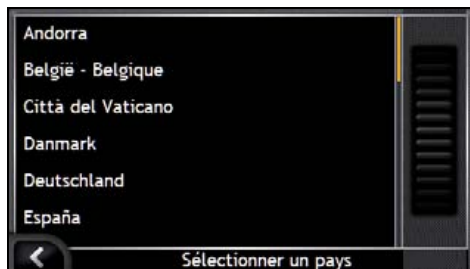 Andorra
België - Belgique
Città del Vaticano
Danmark
Deutschland
España
Sélectionner un pays